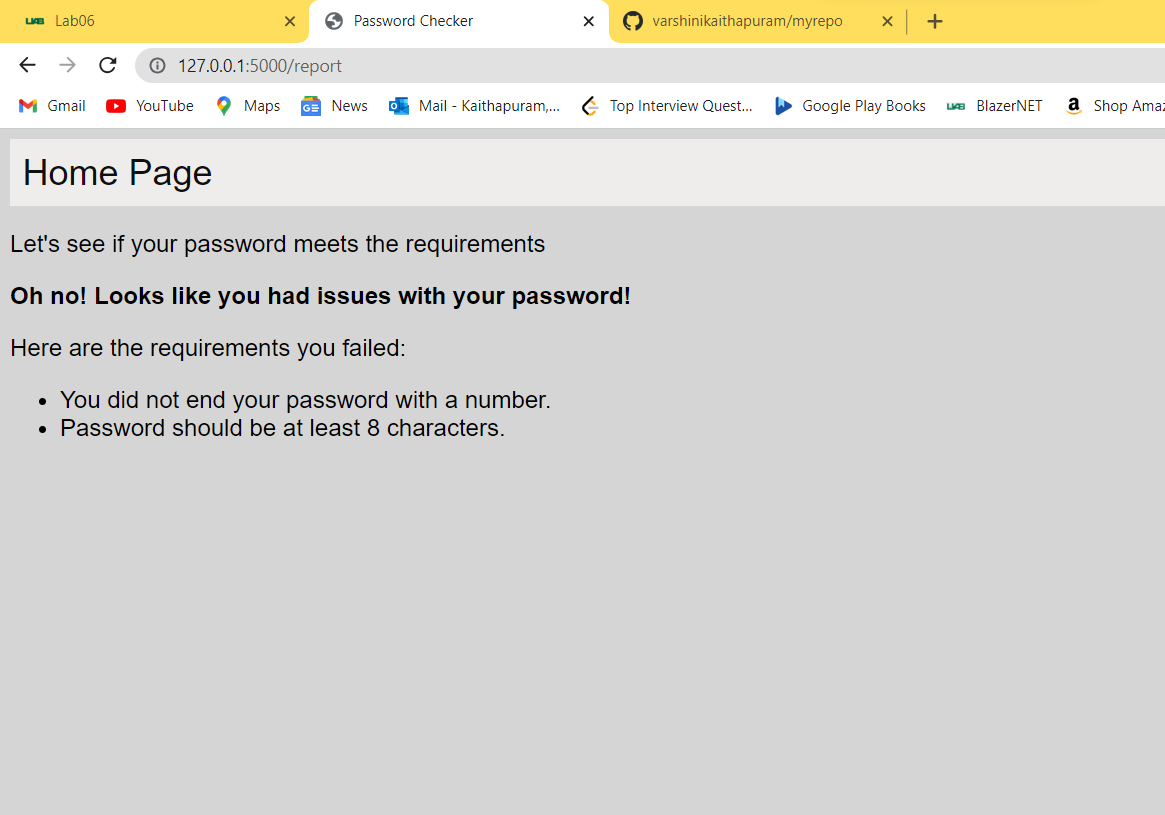 UAB Lab06 Password Checker varshinikaithapuram/myrepo
127.0.0.1:5000/report
Gmail YouTube Maps GE News Mail - Kaithapuram,... Top Interview Quest... Google Play Books UAB BlazerNET a Shop Amaz
Home Page
Let's see if your password meets the requirements
Oh no! Looks like you had issues with your password!
Here are the requirements you failed:
• You did not end your password with a number.
• Password should be at least 8 characters.